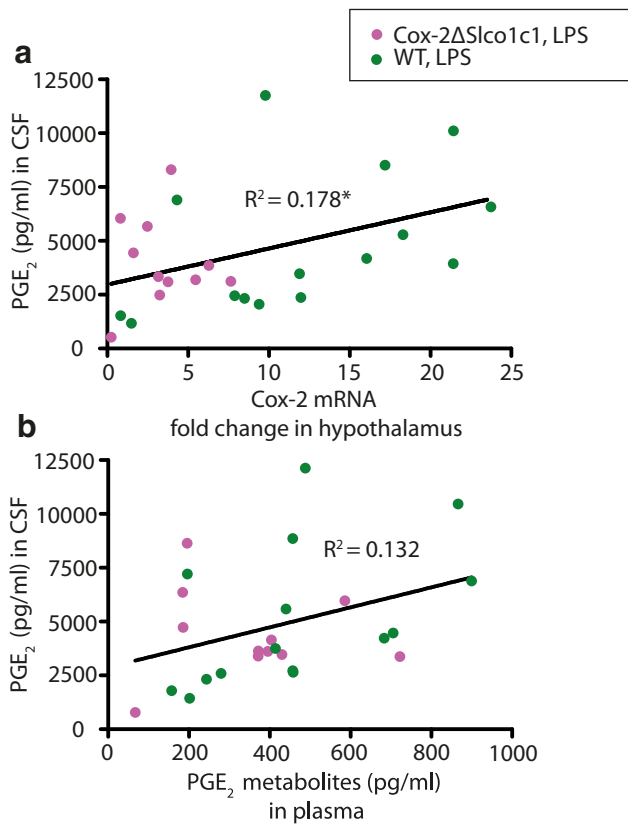 Cox-2ΔSlco1c1, LPS
WT, LPS
a
12500
10000
7500
5000
2500
0
PGE₂ (pg/ml) in CSF
R² = 0.178*
0 5 10 15 20 25
Cox-2 mRNA
fold change in hypothalamus
b
12500
10000
7500
5000
2500
0
PGE₂ (pg/ml) in CSF
R² = 0.132
0 200 400 600 800 1000
PGE₂ metabolites (pg/ml)
in plasma